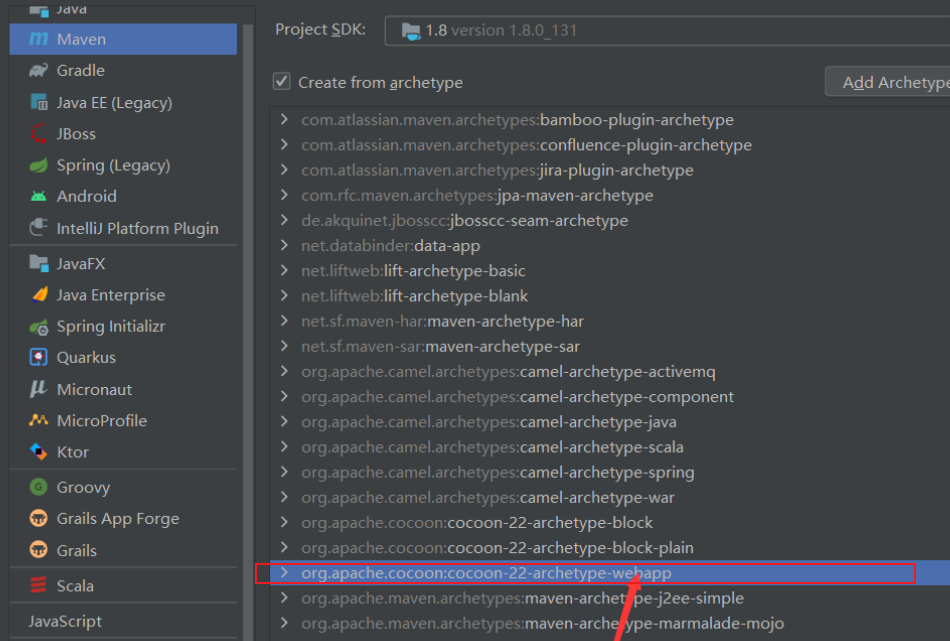 Java
Maven
Gradle
Java EE (Legacy)
JBoss
Spring (Legacy)
Android
IntelliJ Platform Plugin
JavaFX
Java Enterprise
Spring Initializr
Quarkus
Micronaut
MicroProfile
Ktor
Groovy
Grails App Forge
Grails
Scala
JavaScript
Project SDK: 1.8 version 1.8.0_131
Create from archetype
Add Archetype
com.atlassian.maven.archetypes:bamboo-plugin-archetype
com.atlassian.maven.archetypes:confluence-plugin-archetype
com.atlassian.maven.archetypes:jira-plugin-archetype
com.rfc.maven.archetypes:jpa-maven-archetype
de.akquinet.jbosscc:jbosscc-seam-archetype
net.databinder:data-app
net.liftweb:lift-archetype-basic
net.liftweb:lift-archetype-blank
net.sf.maven-har:maven-archetype-har
net.sf.maven-sar:maven-archetype-sar
org.apache.camel.archetypes:camel-archetype-activemq
org.apache.camel.archetypes:camel-archetype-component
org.apache.camel.archetypes:camel-archetype-java
org.apache.camel.archetypes:camel-archetype-scala
org.apache.camel.archetypes:camel-archetype-spring
org.apache.camel.archetypes:camel-archetype-war
org.apache.cocoon:cocoon-22-archetype-block
org.apache.cocoon:cocoon-22-archetype-block-plain
org.apache.cocoon:cocoon-22-archetype-webapp
org.apache.maven.archetypes:maven-archetype-j2ee-simple
org.apache.maven.archetypes:maven-archetype-marmalade-mojo